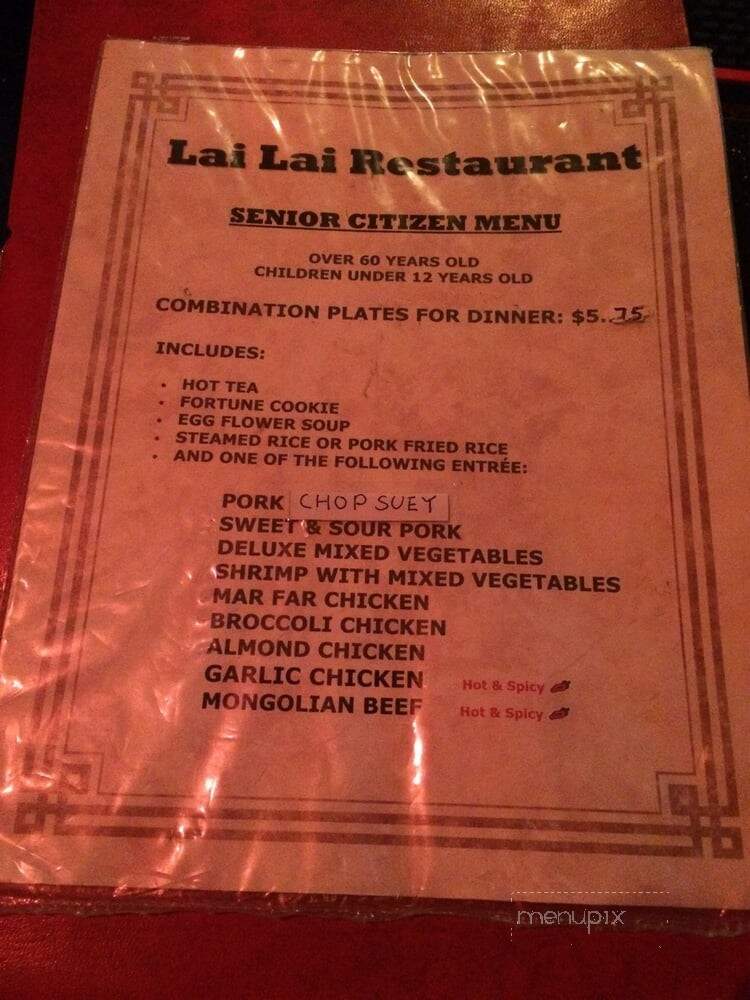 Lai Lai Restaurant
SENIOR CITIZEN MENU
OVER 60 YEARS OLD
CHILDREN UNDER 12 YEARS OLD
COMBINATION PLATES FOR DINNER: $5..75
INCLUDES:
• HOT TEA
• FORTUNE COOKIE
• EGG FLOWER SOUP
• STEAMED RICE OR PORK FRIED RICE
• AND ONE OF THE FOLLOWING ENTRÉE:
PORK CHOP SUEY
SWEET & SOUR PORK
DELUXE MIXED VEGETABLES
SHRIMP WITH MIXED VEGETABLES
MAR FAR CHICKEN
BROCCOLI CHICKEN
ALMOND CHICKEN
GARLIC CHICKEN Hot & Spicy
MONGOLIAN BEEF Hot & Spicy
menupix